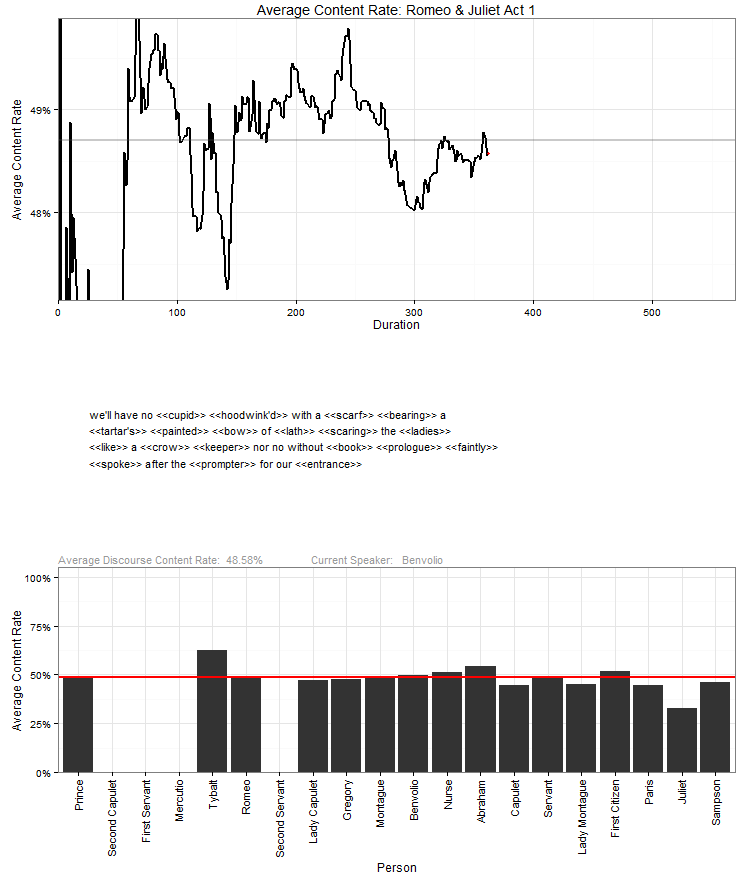 Average Content Rate: Romeo & Juliet Act 1
Average Content Rate
49%
48%
0 100 200 300 400 500
Duration
we'll have no <<cupid>> <<hoodwink'd>> with a <<scarf>> <<bearing>> a
<<tartar's>> <<painted>> <<bow>> of <<lath>> <<scaring>> the <<ladies>>
<<like>> a <<crow>> <<keeper>> nor no without <<book>> <<prologue>> <<faintly>>
<<spoke>> after the <<prompter>> for our <<entrance>>
Average Discourse Content Rate: 48.58% Current Speaker: Benvolio
Average Content Rate
100%
75%
50%
25%
0%
Prince
Second Capulet
First Servant
Mercutio
Tybalt
Romeo
Second Servant
Lady Capulet
Gregory
Montague
Benvolio
Nurse
Abraham
Capulet
Servant
Lady Montague
First Citizen
Paris
Juliet
Sampson
Person